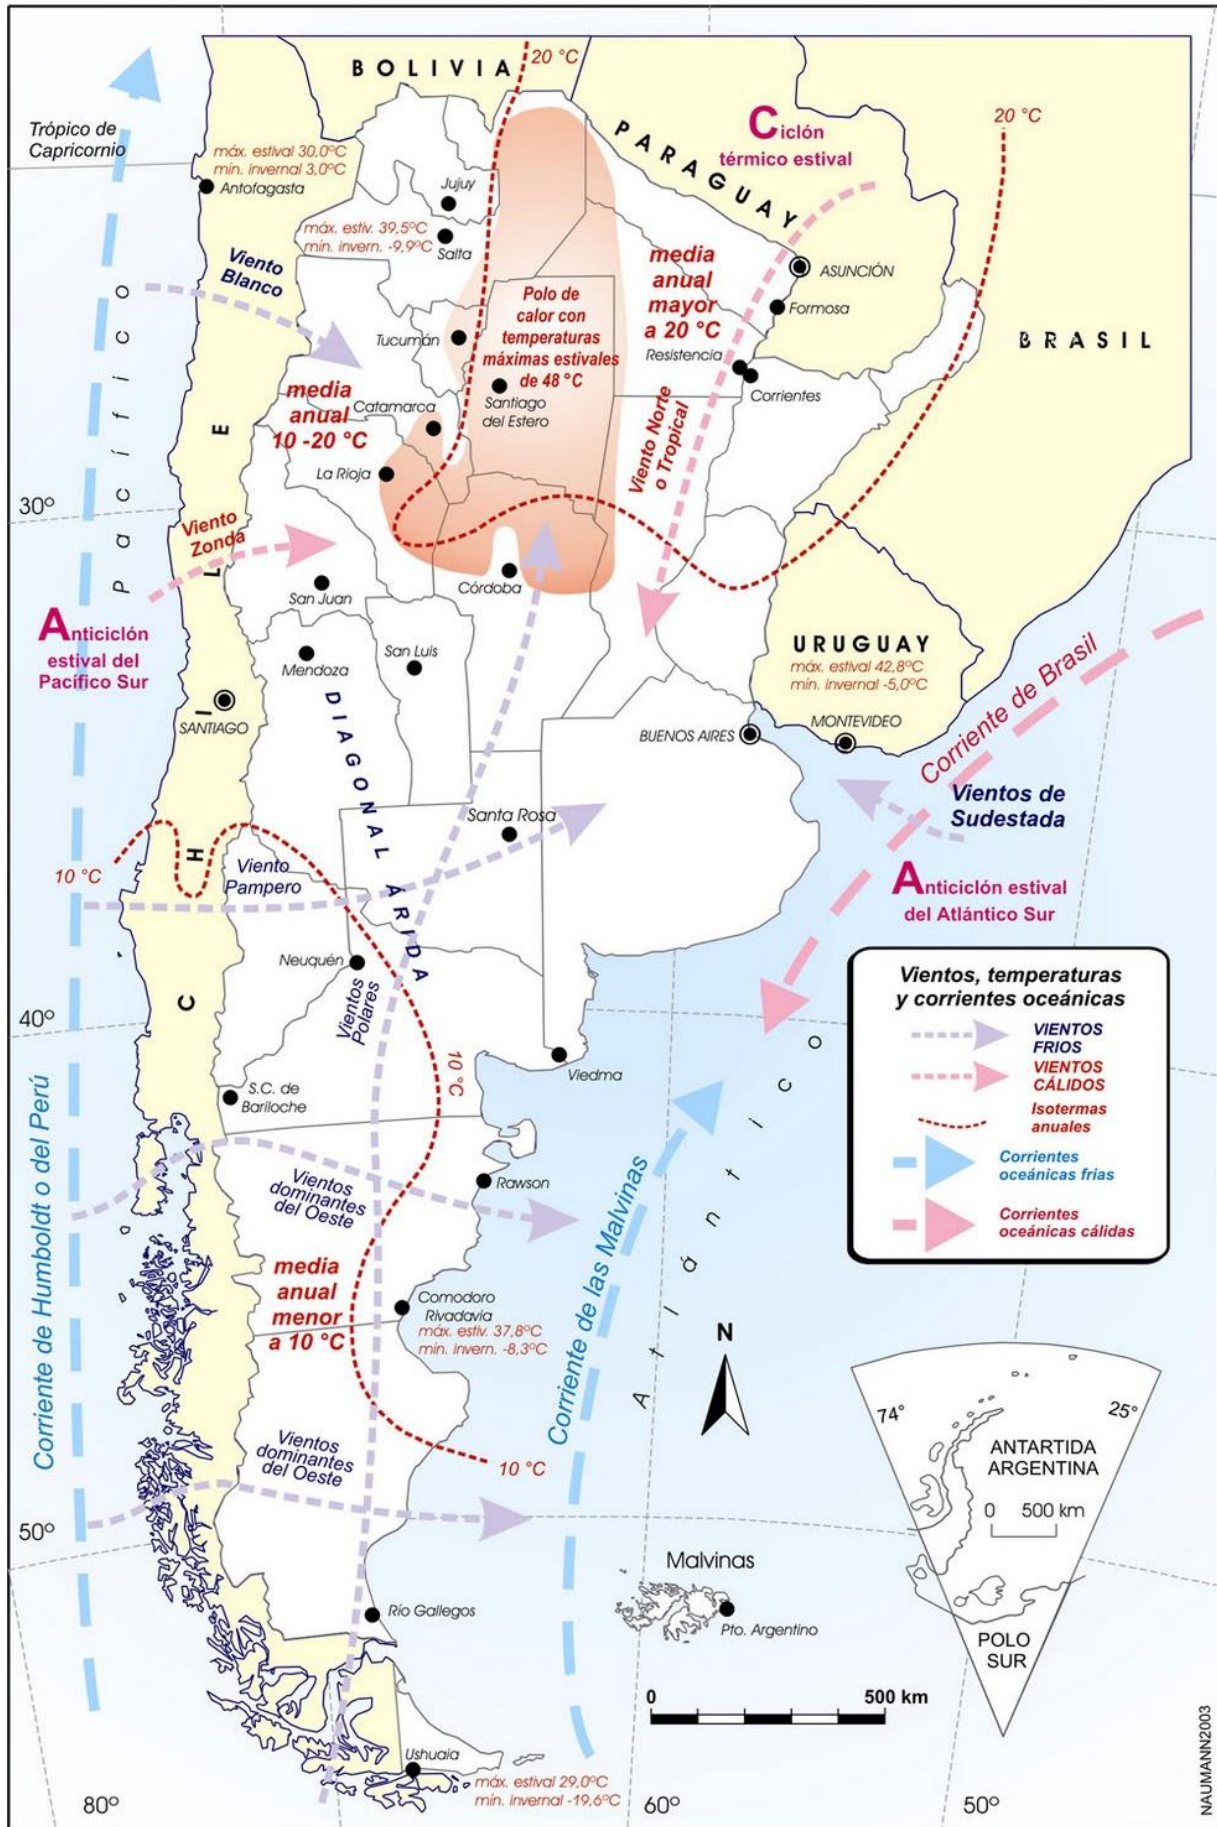 BOLIVIA
20 °C
Trópico de
Capricornio
máx. estival 30,0°C
mín. invernal 3,0°C
Antofagasta
Jujuy
máx. estiv. 39,5°C
mín. invern. -9,9°C
Salta
PARAGUAY
Ciclón
térmico estival
20 °C
Viento
Blanco
media
anual
mayor
a 20 °C
ASUNCIÓN
Formosa
BRASIL
Polo de
calor con
temperaturas
máximas estivales
de 48 °C
Tucumán
Resistencia
Corrientes
Santiago
del Estero
media
anual
10 -20 °C
Catamarca
La Rioja
Viento Norte
o Tropical
Pacífico
30°
Viento
Zonda
San Juan
Córdoba
Anticiclón
estival del
Pacífico Sur
Mendoza
San Luis
URUGUAY
máx. estival 42,8°C
mín. invernal -5,0°C
SANTIAGO
BUENOS AIRES
MONTEVIDEO
Corriente de Brasil
Vientos de
Sudestada
DIAGONAL ÁRIDA
CHILE
Santa Rosa
10 °C
Viento
Pampero
Anticiclón estival
del Atlántico Sur
Neuquén
Vientos
Polares
10 °C
40°
Viedma
S.C. de
Bariloche
Vientos, temperaturas
y corrientes oceánicas
VIENTOS
FRIOS
VIENTOS
CÁLIDOS
Isotermas
anuales
Corrientes
oceánicas frias
Corrientes
oceánicas cálidas
Corriente de Humboldt o del Perú
Vientos
dominantes
del Oeste
Rawson
Corriente de las Malvinas
Atlántico
media
anual
menor
a 10 °C
Comodoro
Rivadavia
máx. estiv. 37,8°C
mín. invern. -8,3°C
N
Vientos
dominantes
del Oeste
10 °C
74°
25°
ANTARTIDA
ARGENTINA
0 500 km
POLO
SUR
50°
Malvinas
Pto. Argentino
Río Gallegos
0 500 km
Ushuaia
máx. estival 29,0°C
mín. invernal -19,6°C
80°
60°
50°
NAUMANN2003